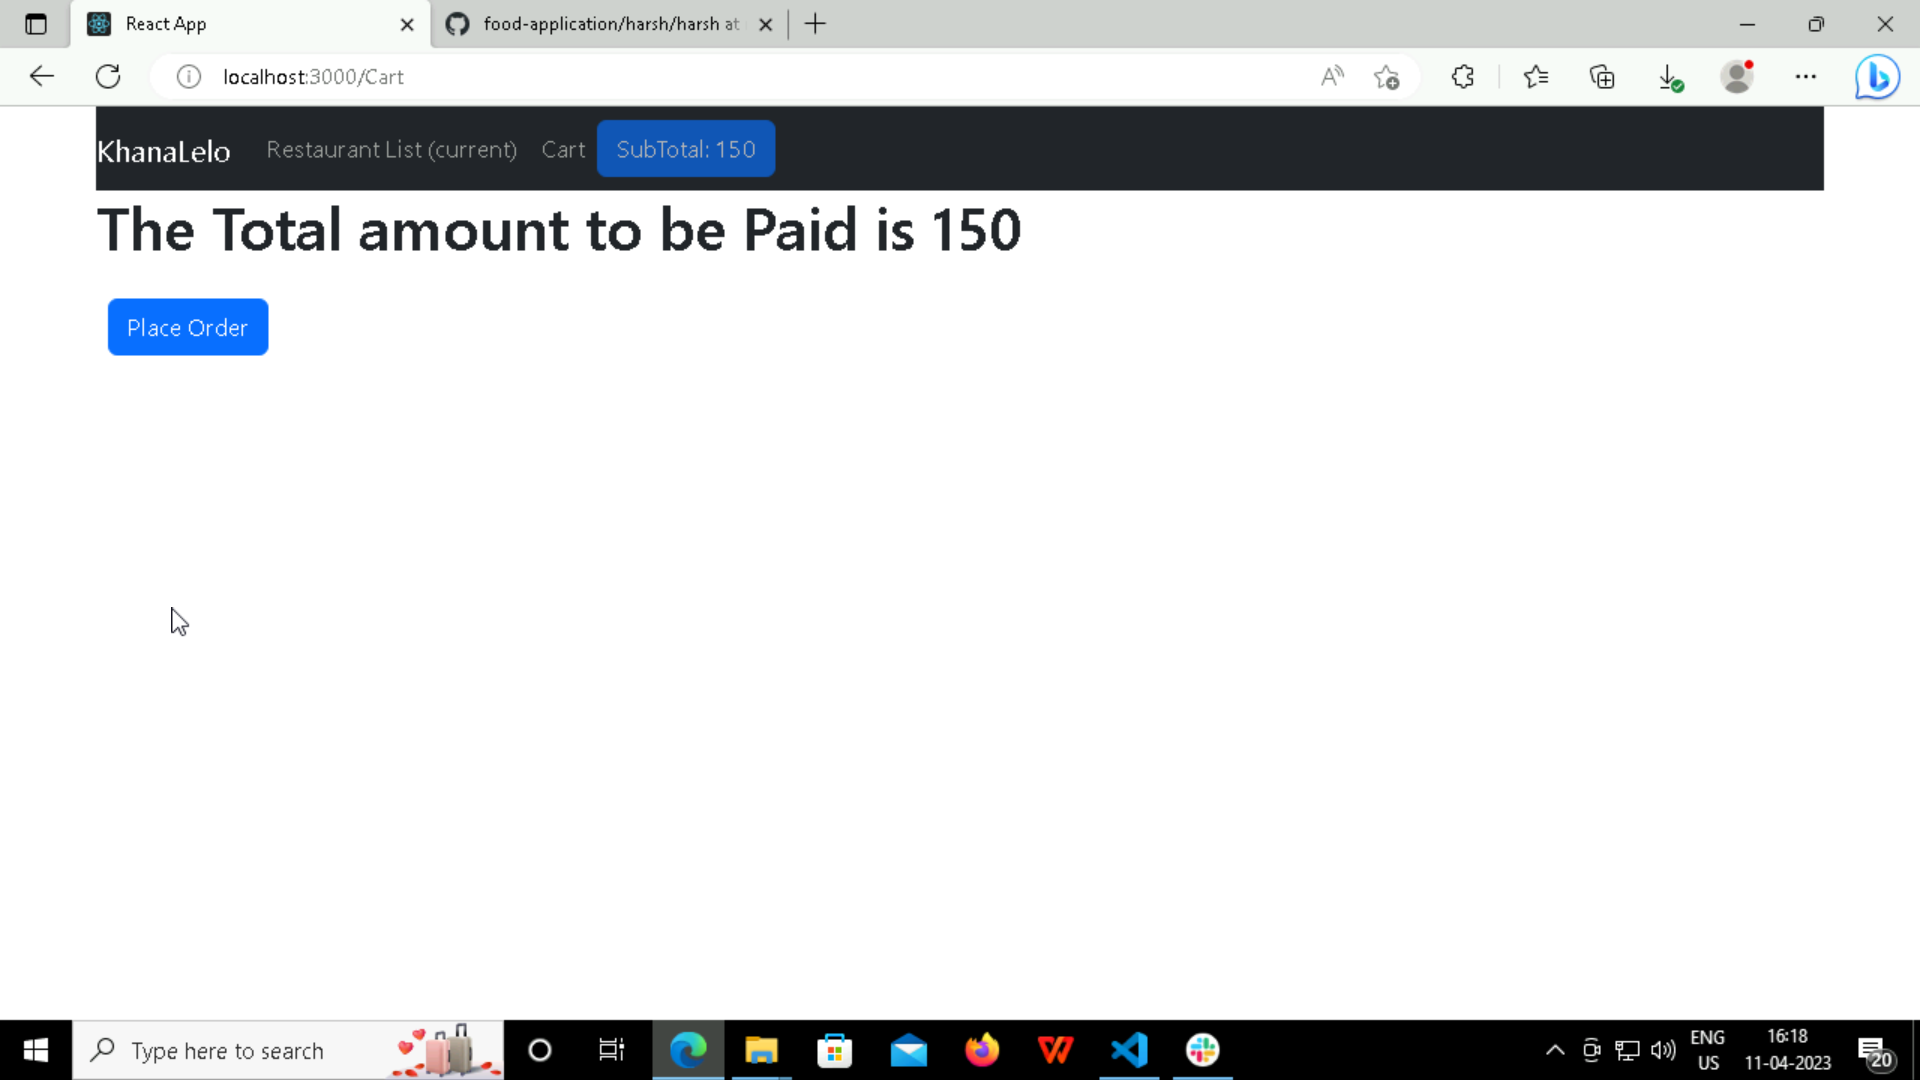 React App
food-application/harsh/harsh at
localhost:3000/Cart
KhanaLelo Restaurant List (current) Cart SubTotal: 150
The Total amount to be Paid is 150
Place Order
Type here to search
ENG
US
16:18
11-04-2023
20